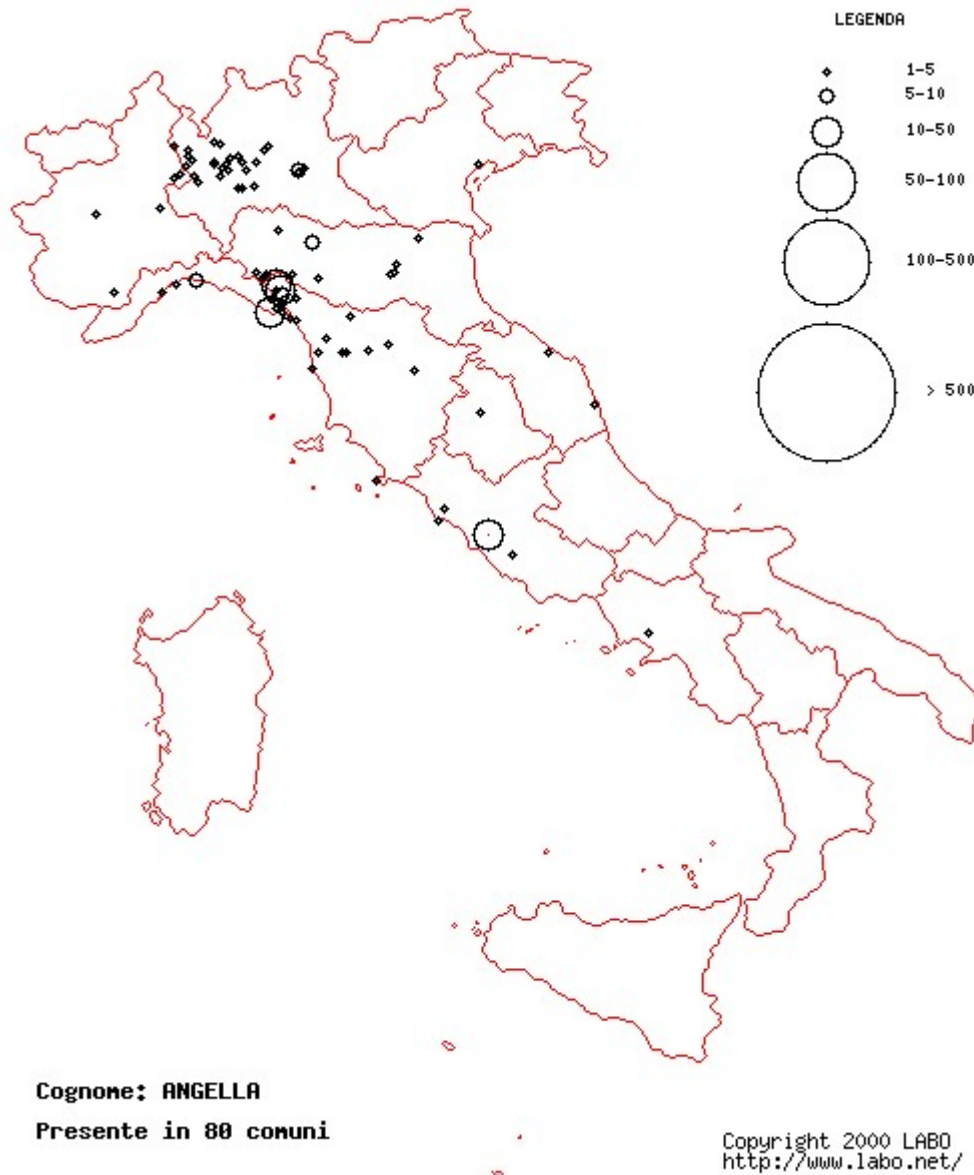 LEGENDA
1-5
5-10
10-50
50-100
100-500
> 500
Cognome: ANGELLA
Presente in 80 comuni
Copyright 2000 LABO
http://www.labo.net/